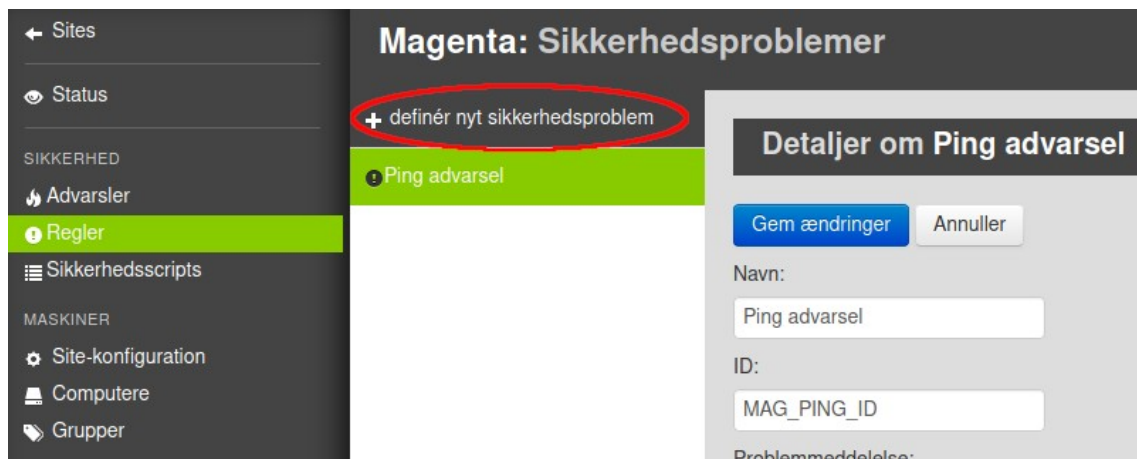 Sites
Status
SIKKERHED
Advarsler
Regler
Sikkerhedsscripts
MASKINER
Site-konfiguration
Computere
Grupper
Magenta: Sikkerhedsproblemer
definér nyt sikkerhedsproblem
Ping advarsel
Detaljer om Ping advarsel
Gem ændringer Annuller
Navn:
Ping advarsel
ID:
MAG_PING_ID
Problemmeddelelse: